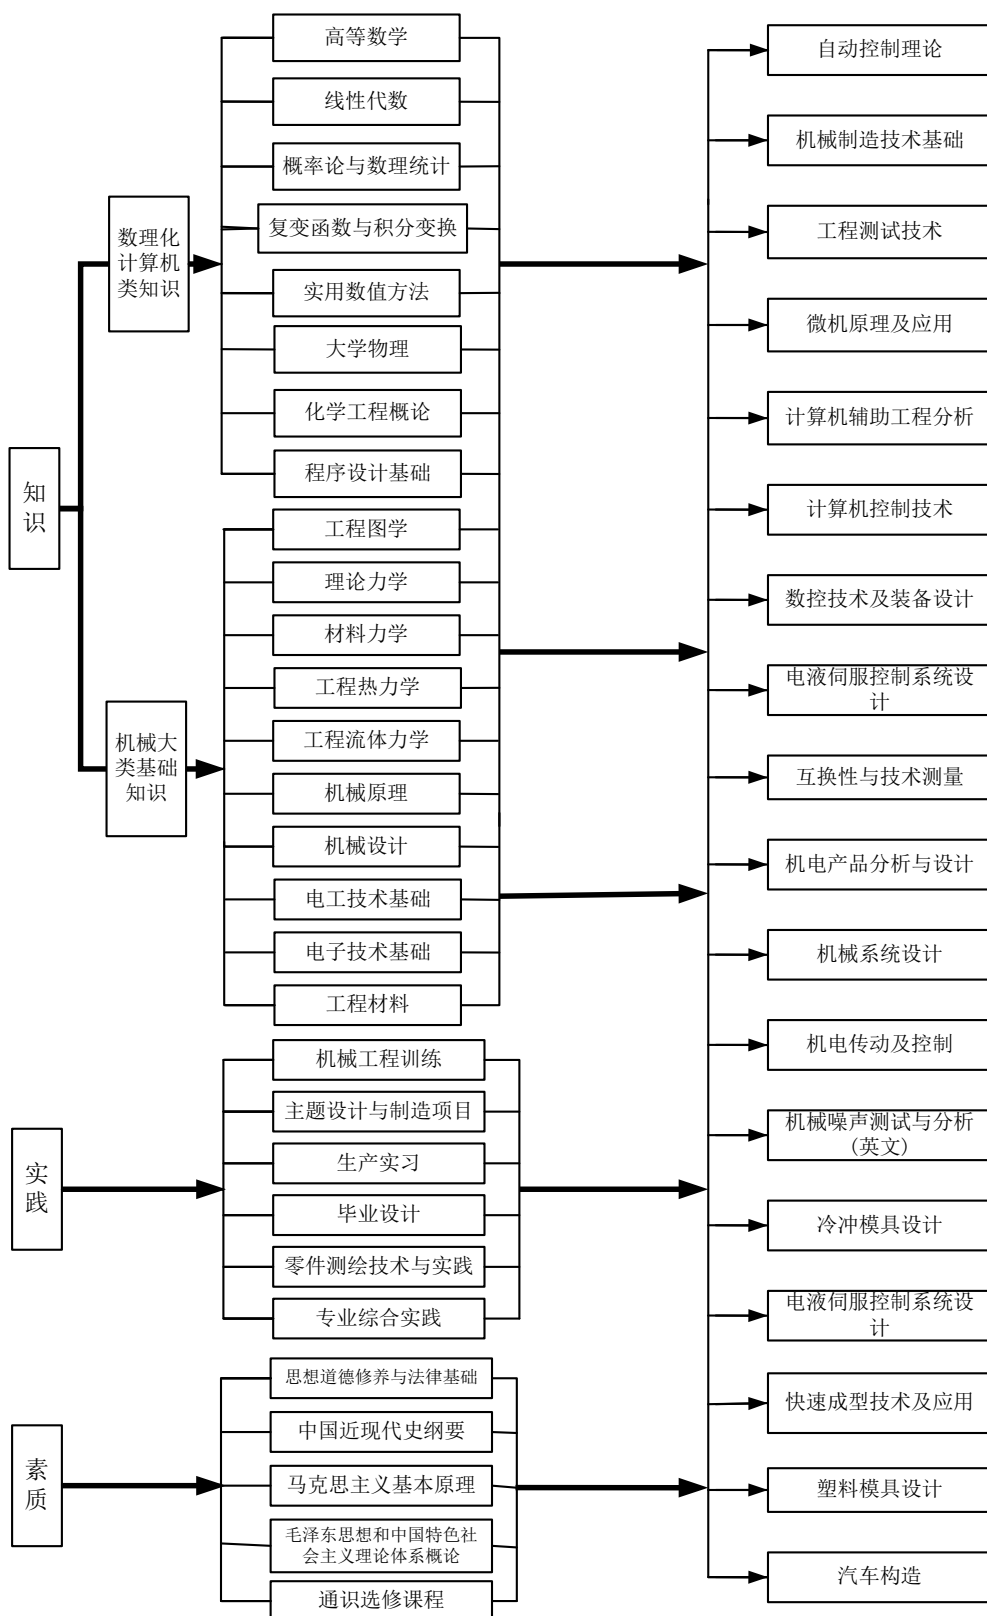 知
识
数理化
计算机
类知识
高等数学
线性代数
概率论与数理统计
复变函数与积分变换
实用数值方法
大学物理
化学工程概论
程序设计基础
机械大
类基础
知识
工程图学
理论力学
材料力学
工程热力学
工程流体力学
机械原理
机械设计
电工技术基础
电子技术基础
工程材料
实
践
机械工程训练
主题设计与制造项目
生产实习
毕业设计
零件测绘技术与实践
专业综合实践
素
质
思想道德修养与法律基础
中国近现代史纲要
马克思主义基本原理
毛泽东思想和中国特色社
会主义理论体系概论
通识选修课程
自动控制理论
机械制造技术基础
工程测试技术
微机原理及应用
计算机辅助工程分析
计算机控制技术
数控技术及装备设计
电液伺服控制系统设
计
互换性与技术测量
机电产品分析与设计
机械系统设计
机电传动及控制
机械噪声测试与分析
(英文)
冷冲模具设计
电液伺服控制系统设
计
快速成型技术及应用
塑料模具设计
汽车构造